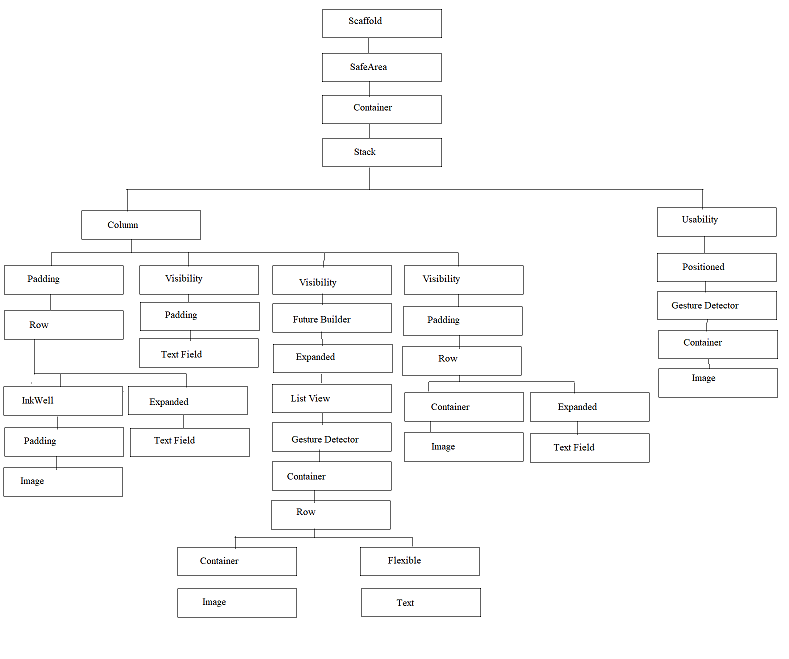 Scaffold
SafeArea
Container
Stack
Column
Usability
Padding
Visibility
Visibility
Visibility
Positioned
Row
Padding
Future Builder
Padding
Gesture Detector
Text Field
Expanded
Row
Container
InkWell
Expanded
List View
Container
Expanded
Image
Padding
Text Field
Gesture Detector
Image
Text Field
Image
Container
Row
Container
Flexible
Image
Text